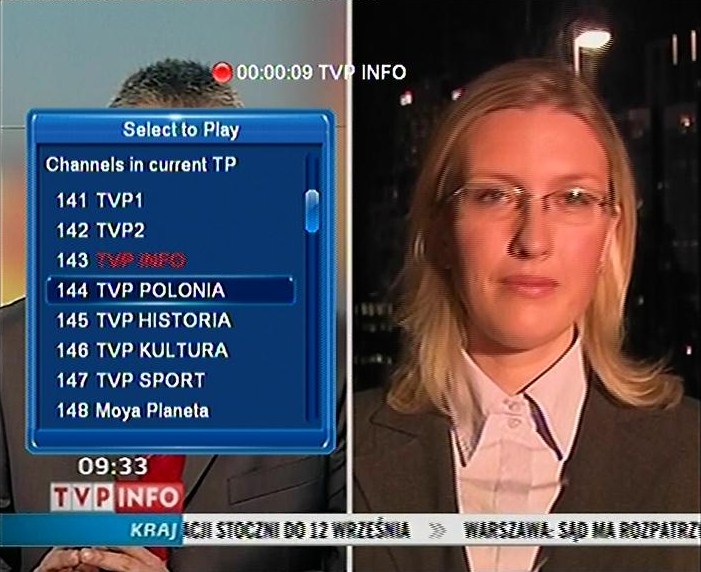 00:00:09 TVP INFO
Select to Play
Channels in current TP
141 TVP1
142 TVP2
143 TVP INFO
144 TVP POLONIA
145 TVP HISTORIA
146 TVP KULTURA
147 TVP SPORT
148 Moya Planeta
09:33
TVP INFO
KRAJ ACJI STOCZNI DO 12 WRZEŚNIA >> WARSZAWA: SĄD MA ROZPATRZY